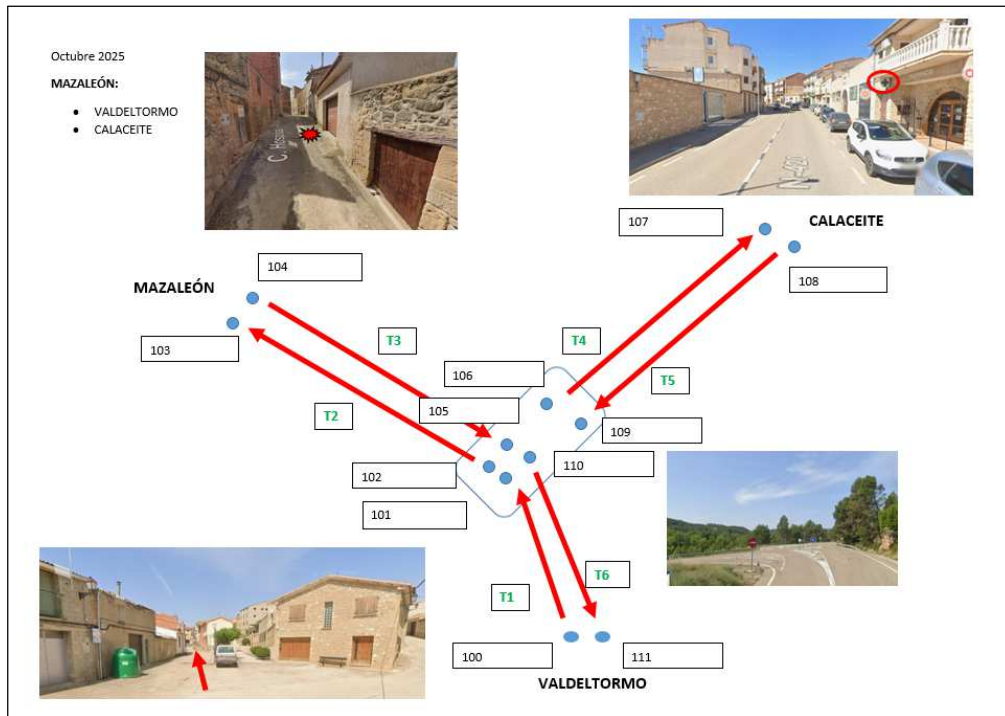 Octubre 2025
MAZALEÓN:
• VALDELTORMO
• CALACEITE
N-420
107
CALACEITE
104
108
MAZALEÓN
103
T3
T4
106
T5
105
T2
109
110
102
101
T1
T6
100
111
VALDELTORMO